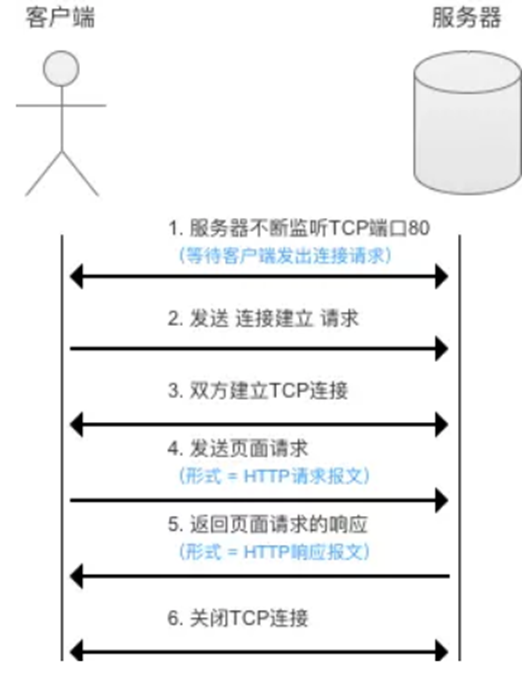 客户端
服务器
1. 服务器不断监听TCP端口80
（等待客户端发出连接请求）
2. 发送 连接建立 请求
3. 双方建立TCP连接
4. 发送页面请求
（形式 = HTTP请求报文）
5. 返回页面请求的响应
（形式 = HTTP响应报文）
6. 关闭TCP连接